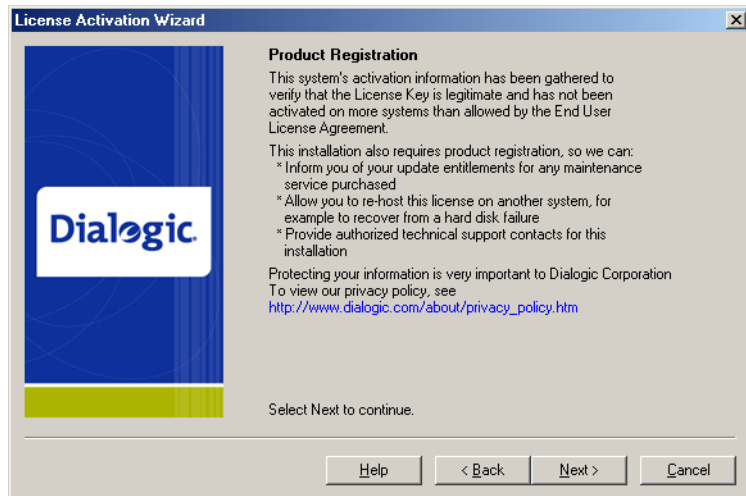 License Activation Wizard
Product Registration
This system's activation information has been gathered to
verify that the License Key is legitimate and has not been
activated on more systems than allowed by the End User
License Agreement.
This installation also requires product registration, so we can:
* Inform you of your update entitlements for any maintenance
service purchased
* Allow you to re-host this license on another system, for
example to recover from a hard disk failure
* Provide authorized technical support contacts for this
installation
Protecting your information is very important to Dialogic Corporation
To view our privacy policy, see
http://www.dialogic.com/about/privacy_policy.htm
Dialogic.
Select Next to continue.
Help < Back Next > Cancel